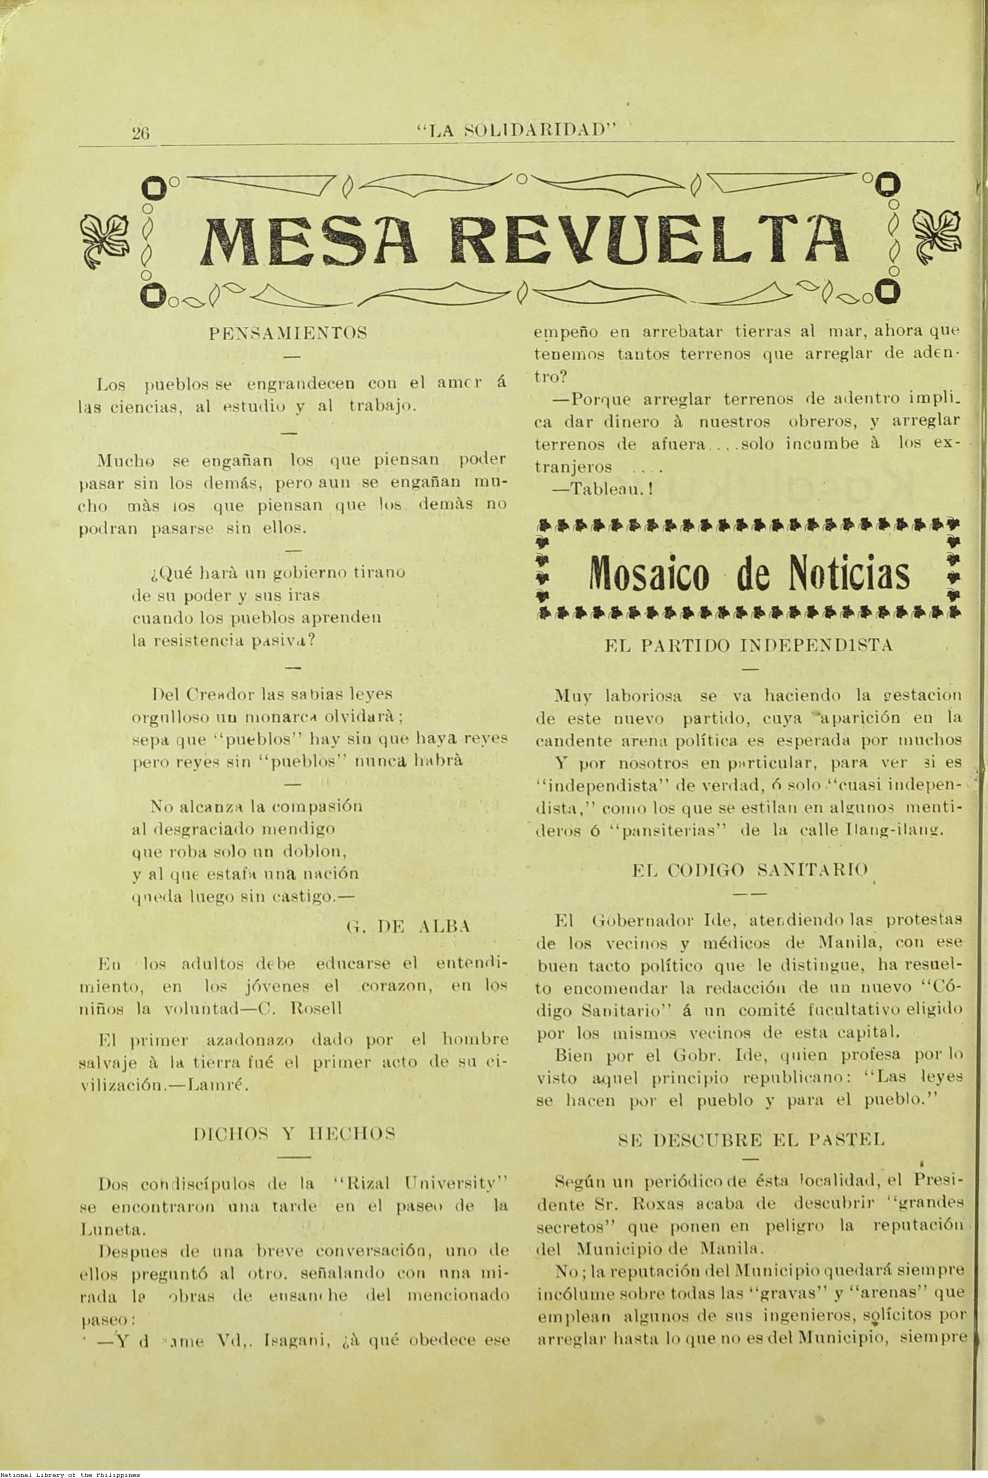 26
"LA SOLIDARIDAD"
MESA REVUELTA
PENSAMIENTOS
Los pueblos se engrandecen con el amor á
las ciencias, al estudio y al trabajo.
Mucho se engañan los que piensan poder
pasar sin los demás, pero aun se engañan mu-
cho màs los que piensan que los demàs no
podran pasarse sin ellos.
¿Qué harà un gobierno tirano
de su poder y sus iras
cuando los pueblos aprenden
la resistencia pasiva?
Del Creador las sabias leyes
orgulloso un monarca olvidarà;
sepa que "pueblos" hay sin que haya reyes
pero reyes sin "pueblos" nunca habrà
No alcanza la compasión
al desgraciado mendigo
que roba solo un doblon,
y al que estafa una nación
queda luego sin castigo.—
G. DE ALBA
En los adultos debe educarse el entendi-
miento, en los jóvenes el corazon, en los
niños la voluntad—C. Rosell
El primer azadonazo dado por el hombre
salvaje à la tierra fué el primer acto de su ci-
vilización.—Lamré.
DICHOS Y HECHOS
Dos condiscípulos de la "Rizal University"
se encontraron una tarde en el paseo de la
Luneta.
Despues de una breve conversación, uno de
ellos preguntó al otro. señalando con una mi-
rada obras de ensanche del mencionado
paseo:
—Y Vd,. Isagani, ¿à qué obedece ese
empeño en arrebatar tierras al mar, ahora que
tenemos tantos terrenos que arreglar de aden-
tro?
—Porque arreglar terrenos de adentro impli-
ca dar dinero à nuestros obreros, y arreglar
terrenos de afuera....solo incumbe à los ex-
tranjeros ....
—Tableau.!
Mosaico de Noticias
EL PARTIDO INDEPENDISTA
Muy laboriosa se va haciendo la gestacion
de este nuevo partido, cuya aparición en la
candente arena política es esperada por muchos
Y por nosotros en particular, para ver si es
"independista" de verdad, ó solo "cuasi indepen-
dista," como los que se estilan en algunos menti-
deros ó "pansiterias" de la calle Ilang-ilang.
EL CODIGO SANITARIO
El Gobernador Ide, atendiendo las protestas
de los vecinos y médicos de Manila, con ese
buen tacto político que le distingue, ha resuel-
to encomendar la redacción de un nuevo "Có-
digo Sanitario" á un comité facultativo eligido
por los mismos vecinos de esta capital.
Bien por el Gobr. Ide, quien profesa por lo
visto aquel principio republicano: "Las leyes
se hacen por el pueblo y para el pueblo."
SE DESCUBRE EL PASTEL
Según un periódico de ésta localidad, el Presi-
dente Sr. Roxas acaba de descubrir "grandes
secretos" que ponen en peligro la reputación
del Municipio de Manila.
No; la reputación del Municipio quedará siempre
incólume sobre todas las "gravas" y "arenas" que
emplean algunos de sus ingenieros, solícitos por
arreglar hasta lo que no es del Municipio, siempre
National Library of the Philippines